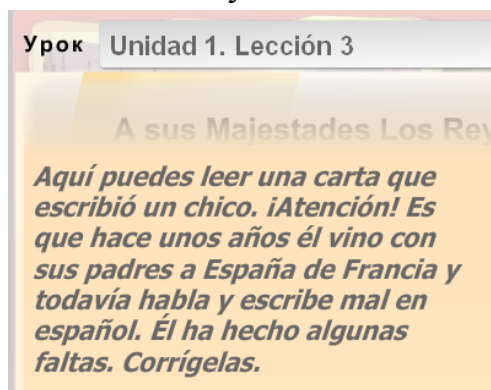 Урок Unidad 1. Lección 3
A sus Majestades Los Rey
Aquí puedes leer una carta que
escribió un chico. ¡Atención! Es
que hace unos años él vino con
sus padres a España de Francia y
todavía habla y escribe mal en
español. Él ha hecho algunas
faltas. Corrígelas.